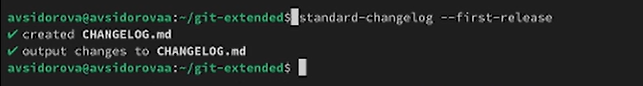 avsidorova@avsidorovaa:~/git-extended$ standard-changelog --first-release
✔ created CHANGELOG.md
✔ output changes to CHANGELOG.md
avsidorova@avsidorovaa:~/git-extended$